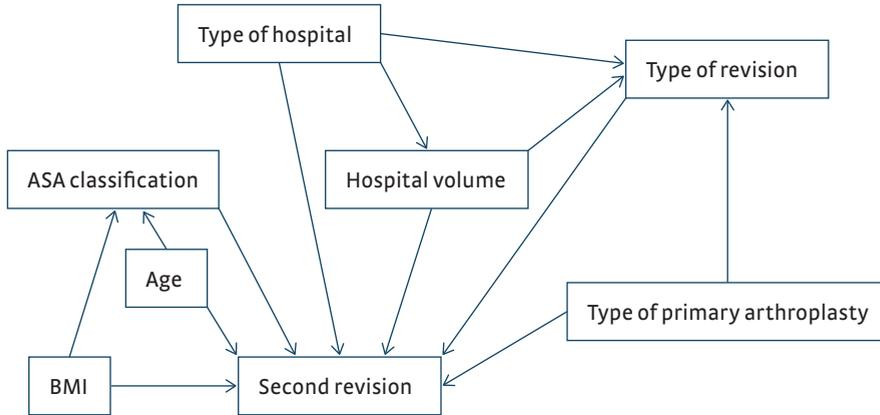 Type of hospital
Type of revision
ASA classification
Hospital volume
Age
Type of primary arthroplasty
BMI
Second revision